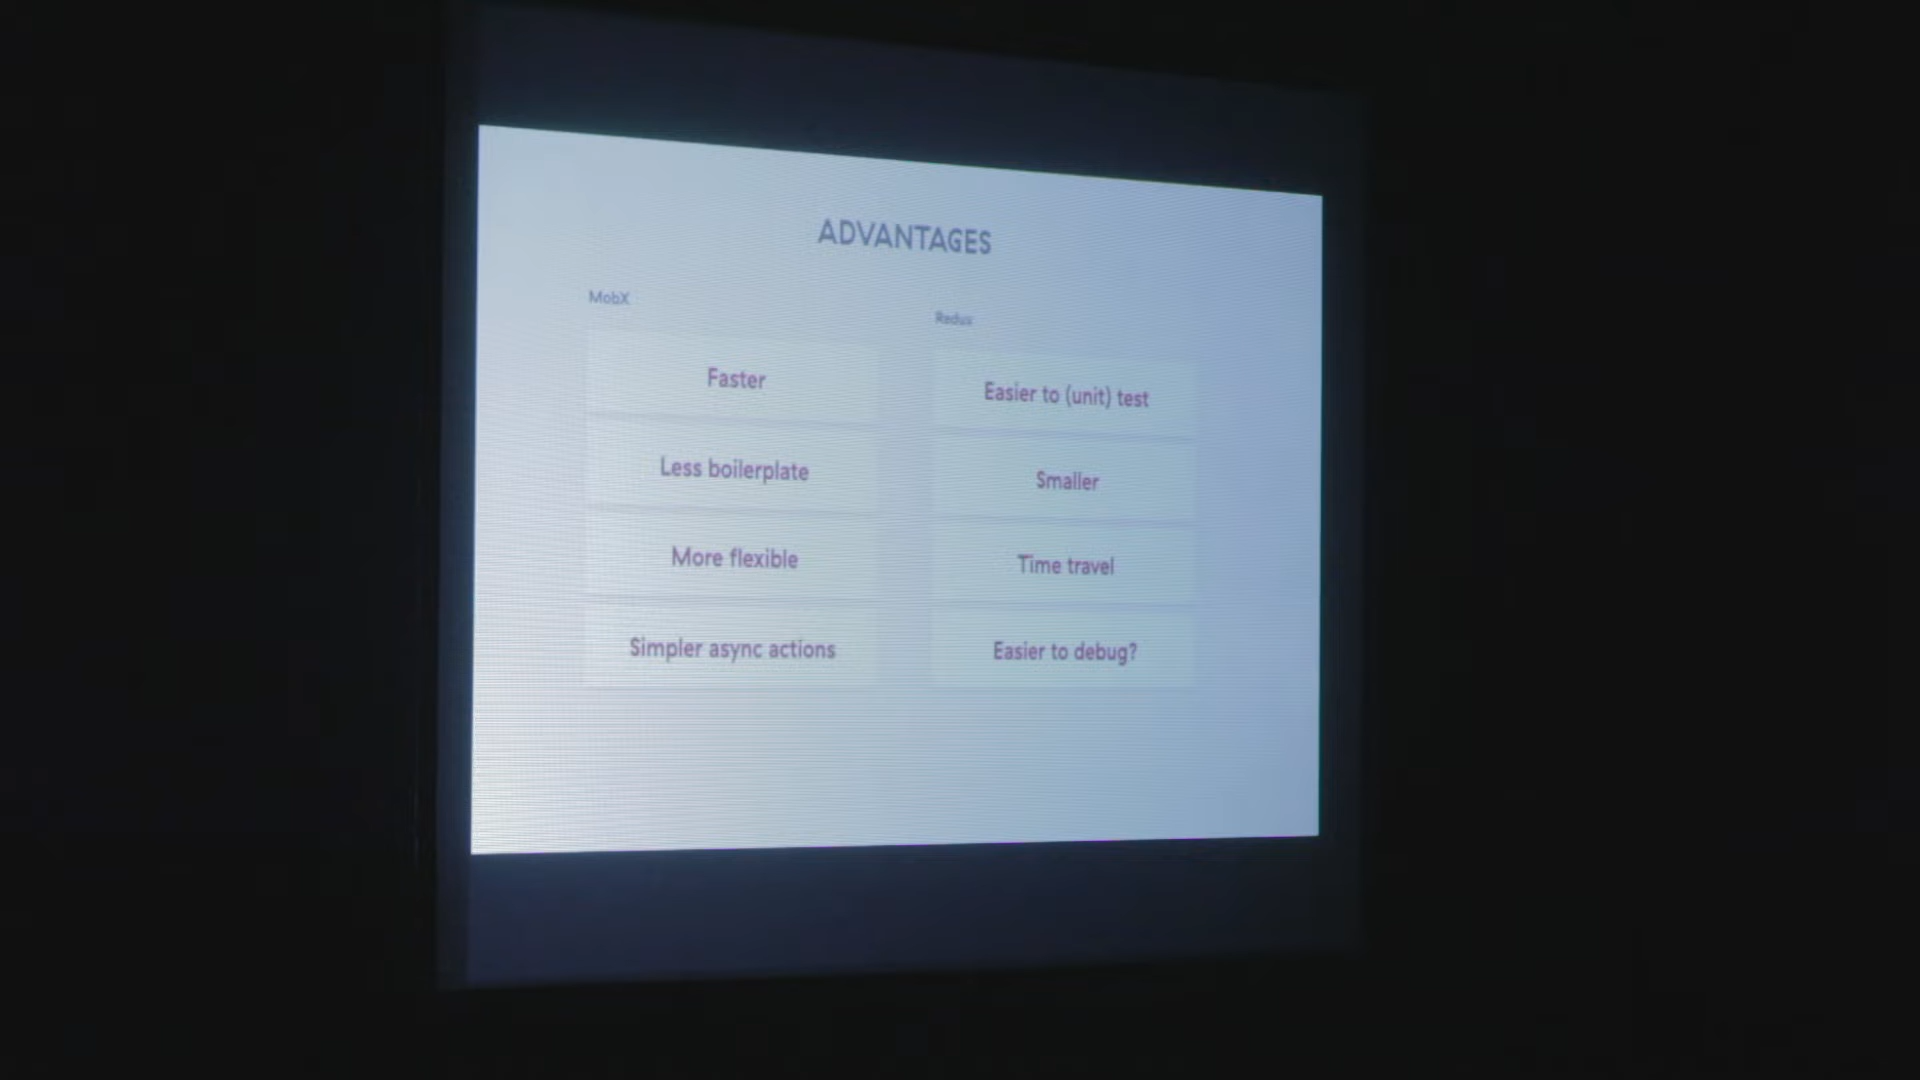 ADVANTAGES
MobX
Faster
Less boilerplate
More flexible
Simpler async actions
Redux
Easier to (unit) test
Smaller
Time travel
Easier to debug?